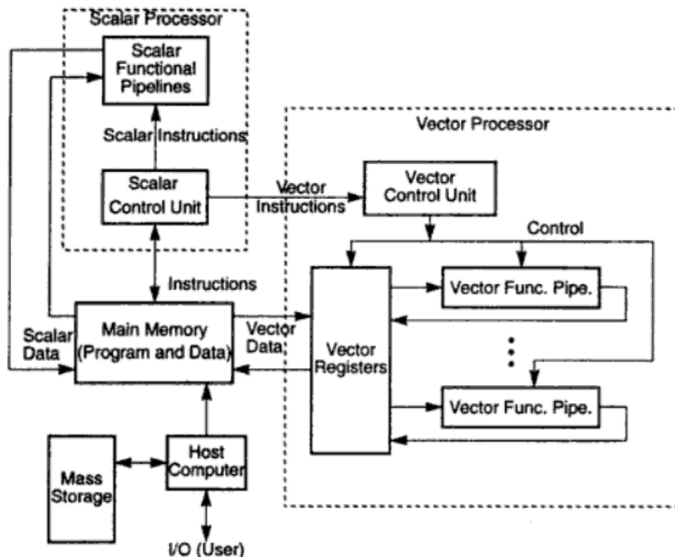 Scalar Processor
Scalar
Functional
Pipelines
Scalar Instructions
Vector Processor
Scalar
Control Unit
Vector
Instructions
Vector
Control Unit
Control
Instructions
Vector Func. Pipe.
Scalar
Data
Main Memory
(Program and Data)
Vector
Data
Vector
Registers
Vector Func. Pipe.
Mass
Storage
Host
Computer
I/O (User)